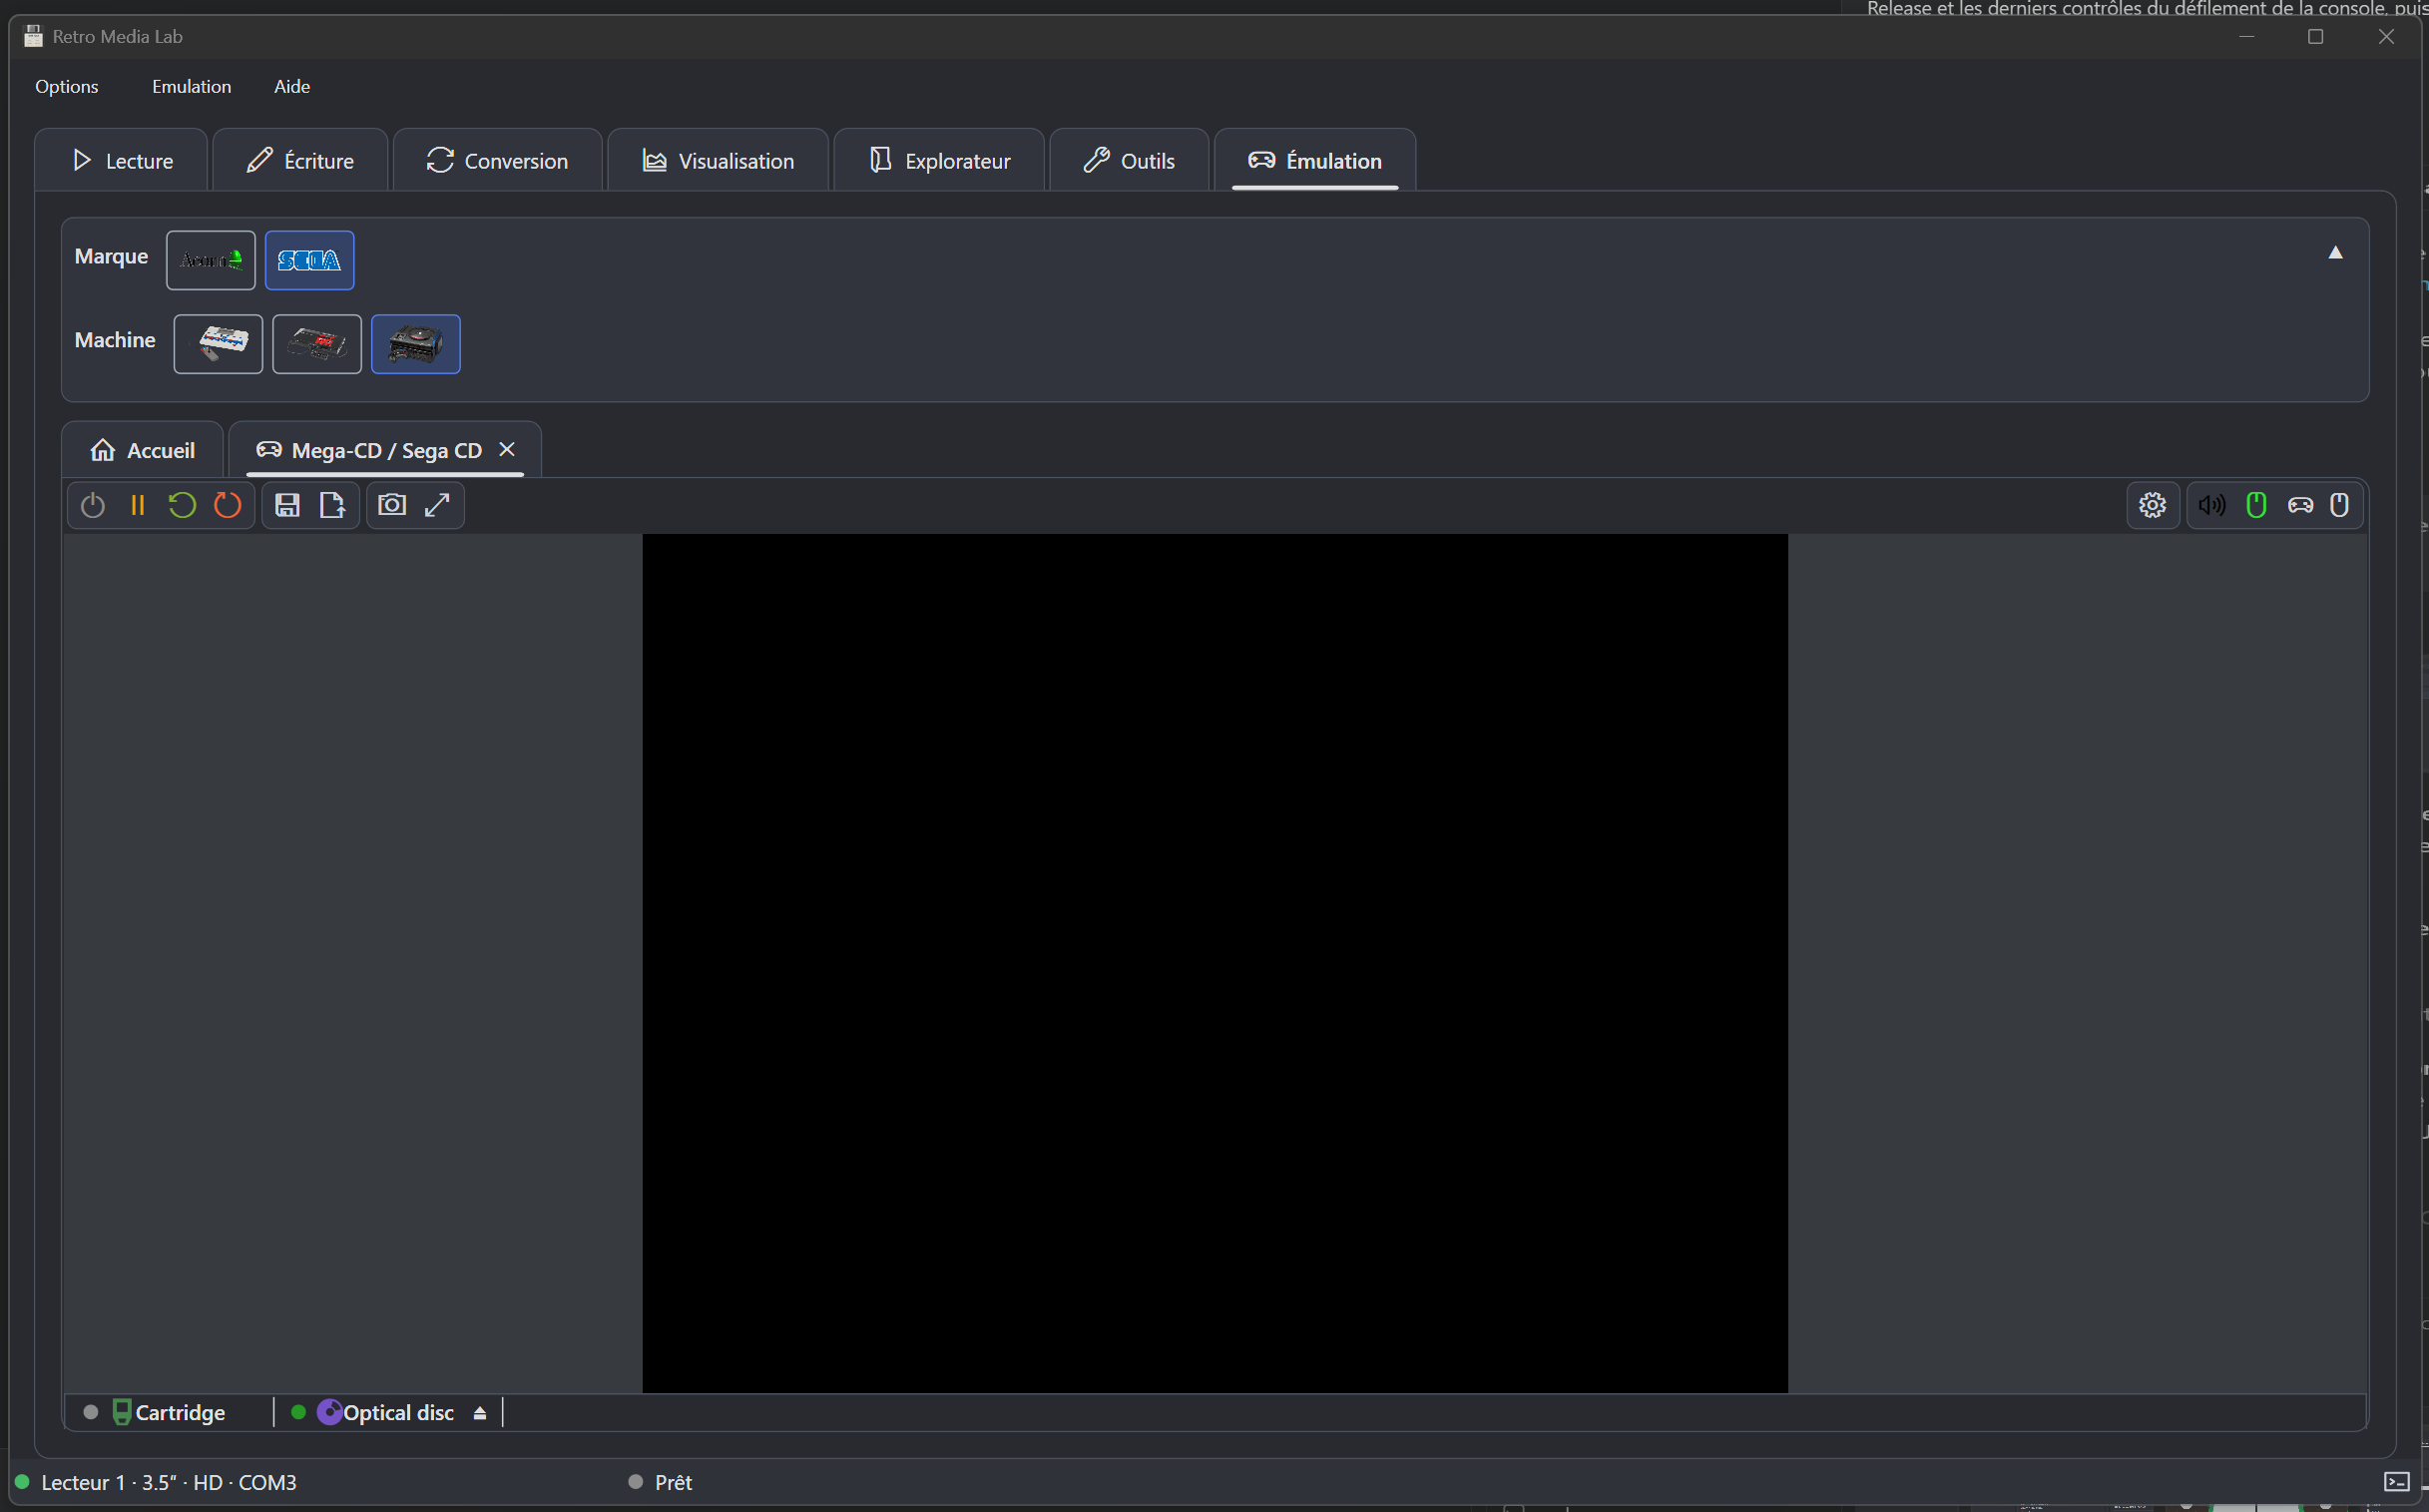 Release et les derniers contrôles du défilement de la console, puis
Retro Media Lab
Options Emulation Aide
Lecture Écriture Conversion Visualisation Explorateur Outils Émulation
Marque Acorn SEGA
Machine
Accueil Mega-CD / Sega CD
Cartridge Optical disc
Lecteur 1 · 3.5″ · HD · COM3 Prêt